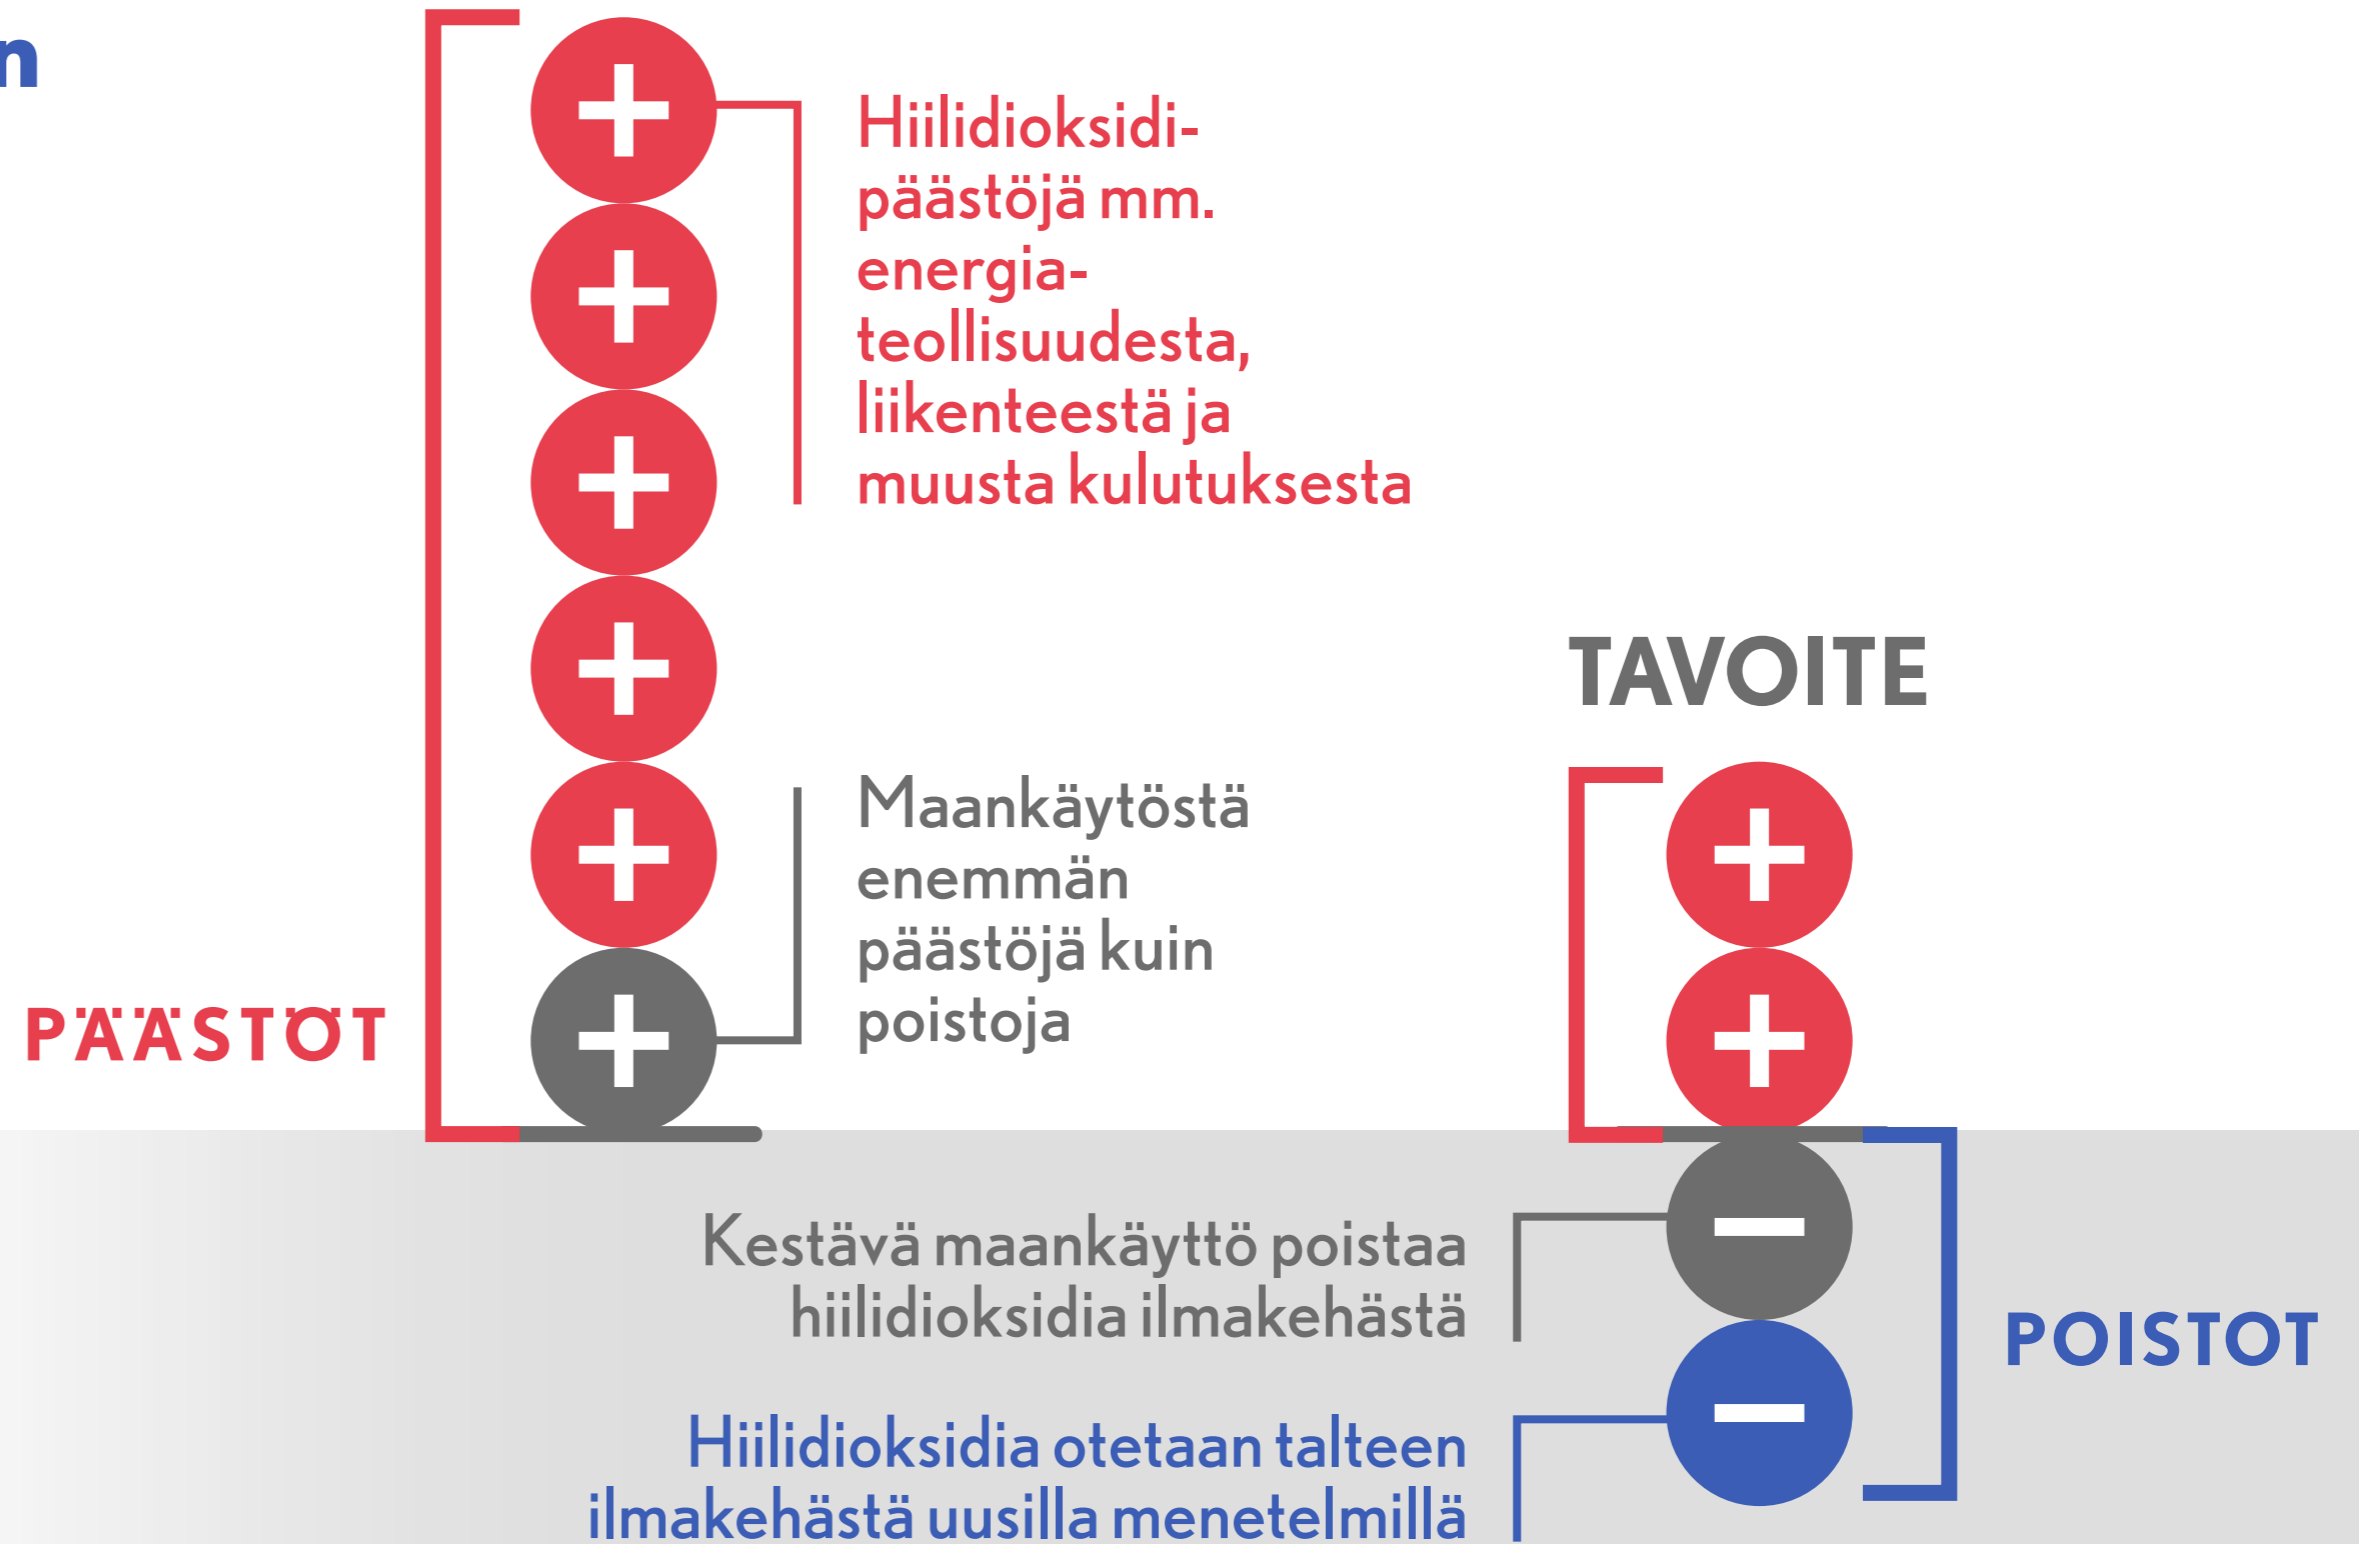 n
Hiilidioksidi-
päästöjä mm.
energia-
teollisuudesta,
liikenteestä ja
muusta kulutuksesta
TAVOITE
Maankäytöstä
enemmän
päästöjä kuin
poistoja
PÄÄSTÖT
Kestävä maankäyttö poistaa
hiilidioksidia ilmakehästä
POISTOT
Hiilidioksidia otetaan talteen
ilmakehästä uusilla menetelmillä